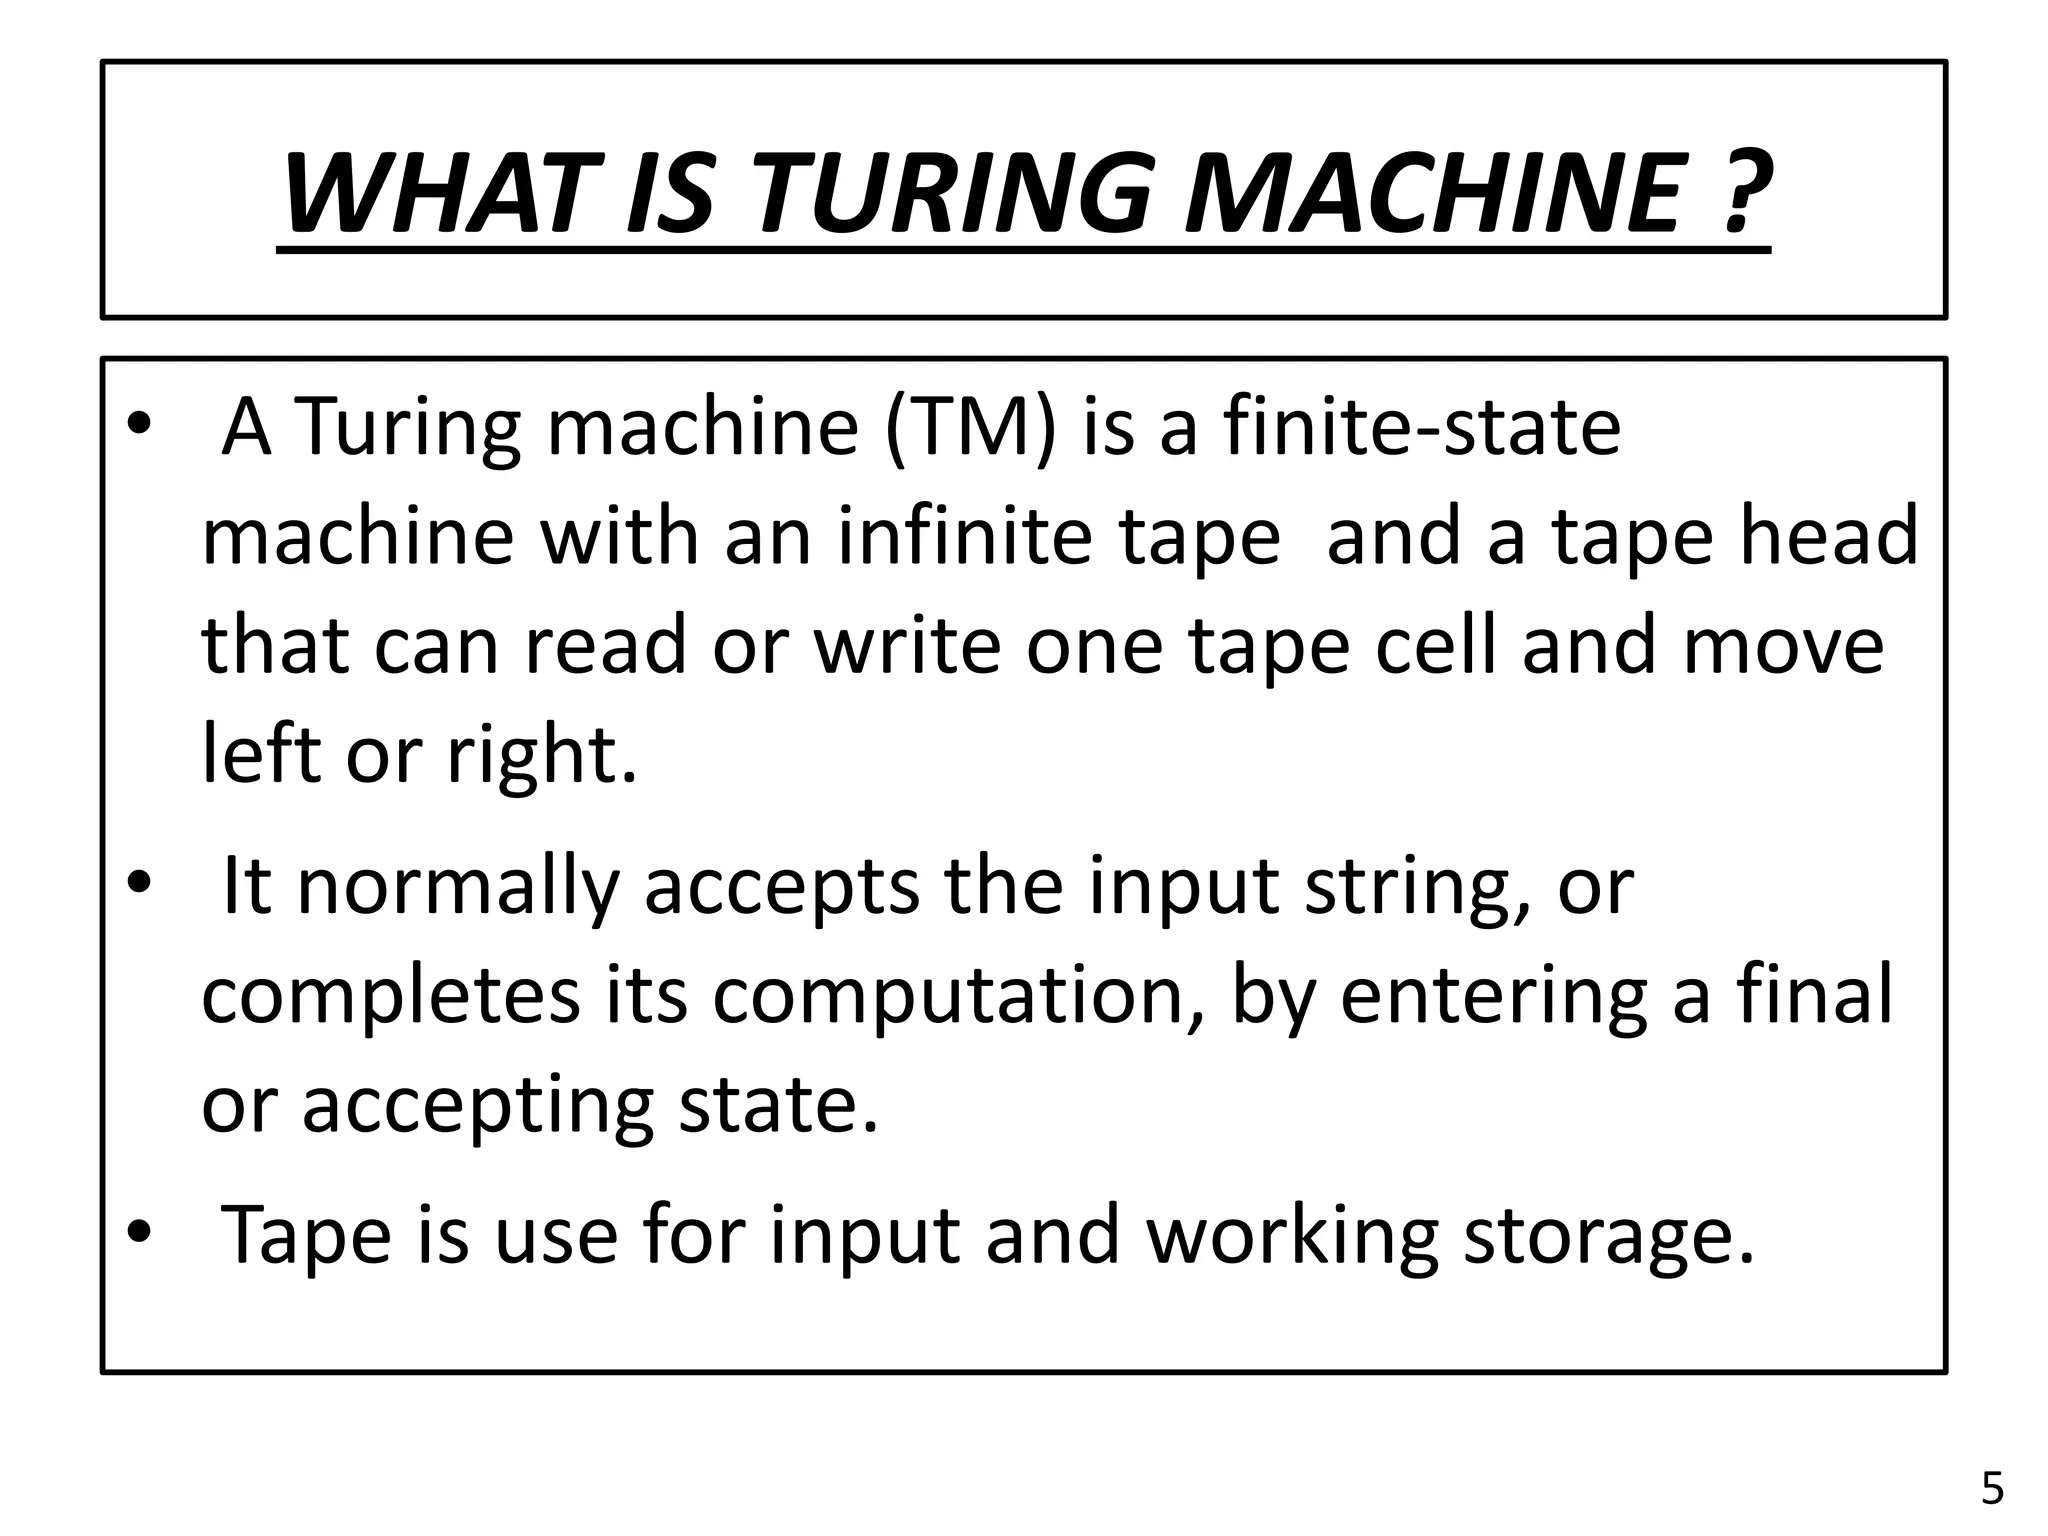 WHAT IS TURING MACHINE ?
• A Turing machine (TM) is a finite-state
machine with an infinite tape and a tape head
that can read or write one tape cell and move
left or right.
• It normally accepts the input string, or
completes its computation, by entering a final
or accepting state.
• Tape is use for input and working storage.
5